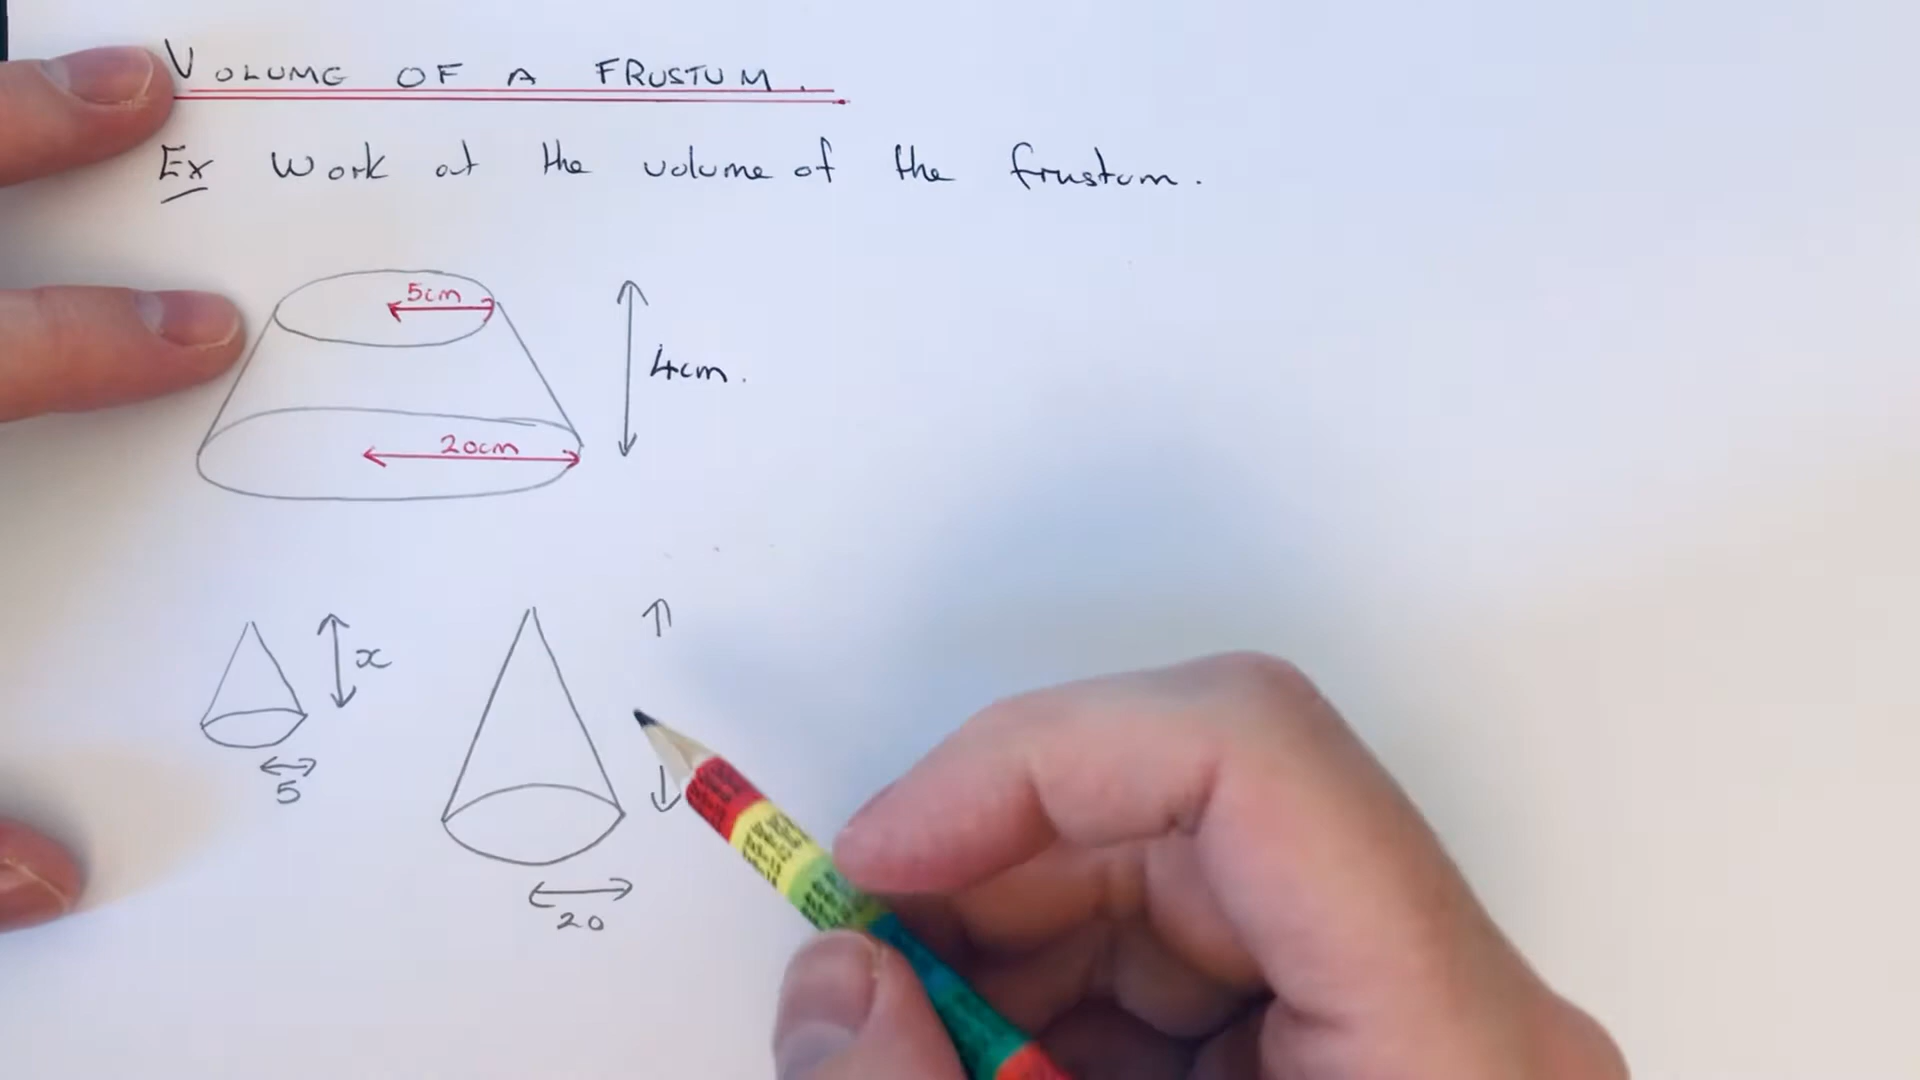 VOLUME OF A FRUSTUM.
Ex Work out the volume of the frustum.
5cm
4cm.
20cm
x
5
20